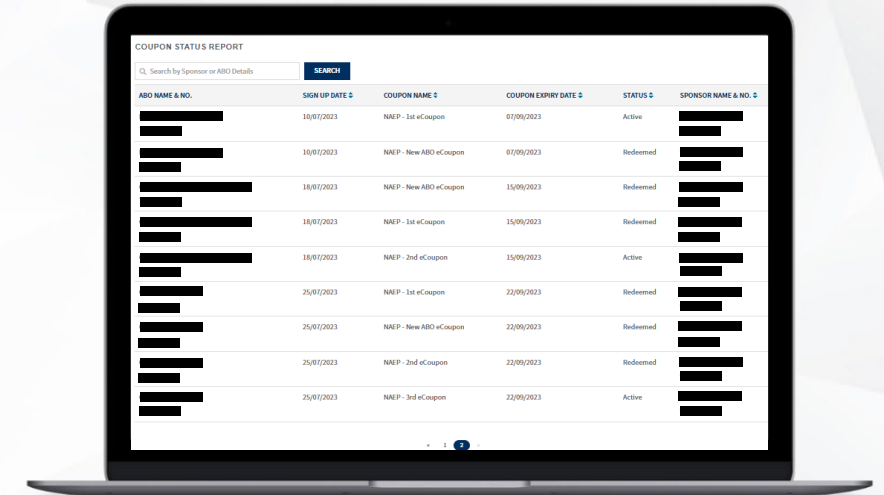 COUPON STATUS REPORT
Search by Sponsor or ABO Details SEARCH
ABO NAME & NO. SIGN UP DATE COUPON NAME COUPON EXPIRY DATE STATUS SPONSOR NAME & NO.
10/07/2023 NAEP - 1st eCoupon 07/09/2023 Active
10/07/2023 NAEP - New ABO eCoupon 07/09/2023 Redeemed
18/07/2023 NAEP - New ABO eCoupon 15/09/2023 Redeemed
18/07/2023 NAEP - 1st eCoupon 15/09/2023 Redeemed
18/07/2023 NAEP - 2nd eCoupon 15/09/2023 Active
25/07/2023 NAEP - 1st eCoupon 22/09/2023 Redeemed
25/07/2023 NAEP - New ABO eCoupon 22/09/2023 Redeemed
25/07/2023 NAEP - 2nd eCoupon 22/09/2023 Redeemed
25/07/2023 NAEP - 3rd eCoupon 22/09/2023 Active
« 1 2 »